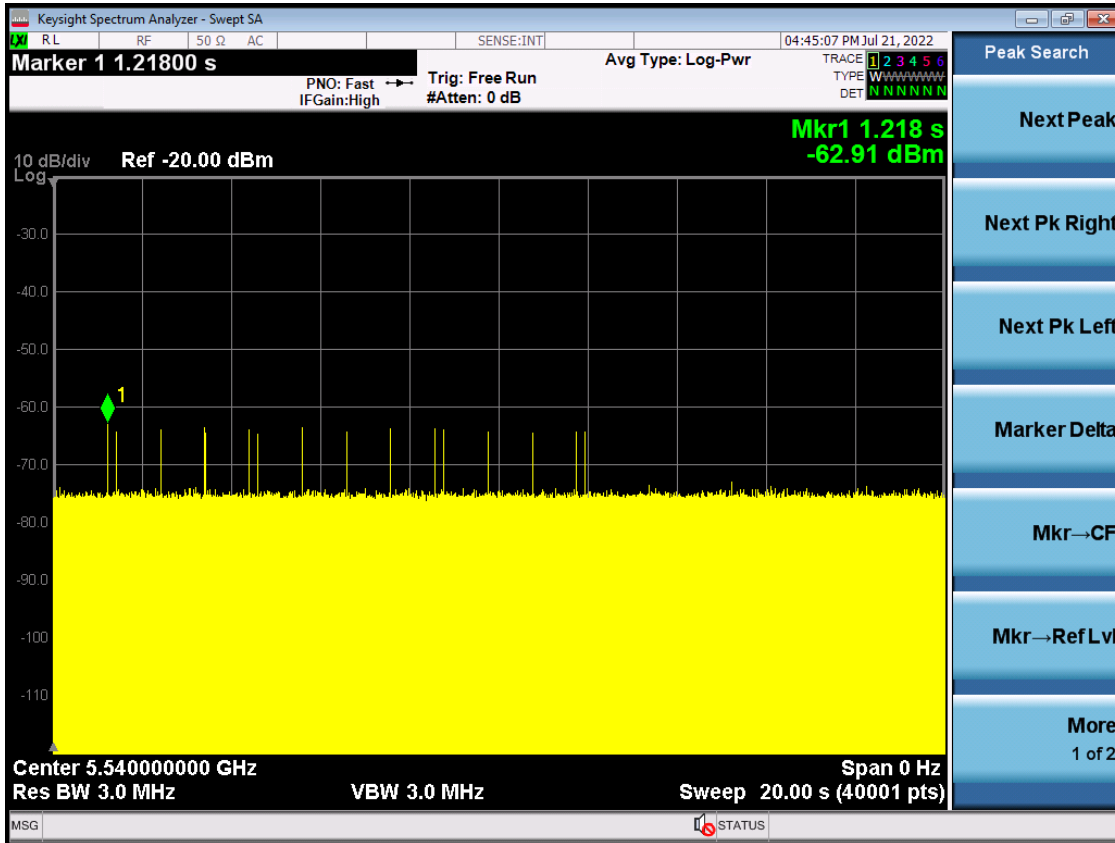 Keysight Spectrum Analyzer - Swept SA
LXI RL RF 50 Ω AC SENSE:INT 04:45:07 PM Jul 21, 2022
Marker 1 1.21800 s
PNO: Fast
IFGain:High
Trig: Free Run
#Atten: 0 dB
Avg Type: Log-Pwr
TRACE 1 2 3 4 5 6
TYPE WWWWWW
DET N N N N N N
Mkr1 1.218 s
-62.91 dBm
10 dB/div Ref -20.00 dBm
Log
-30.0
-40.0
-50.0
-60.0
-70.0
-80.0
-90.0
-100
-110
1
Center 5.540000000 GHz Span 0 Hz
Res BW 3.0 MHz VBW 3.0 MHz Sweep 20.00 s (40001 pts)
MSG STATUS
Peak Search
Next Peak
Next Pk Right
Next Pk Left
Marker Delta
Mkr→CF
Mkr→Ref Lvl
More
1 of 2